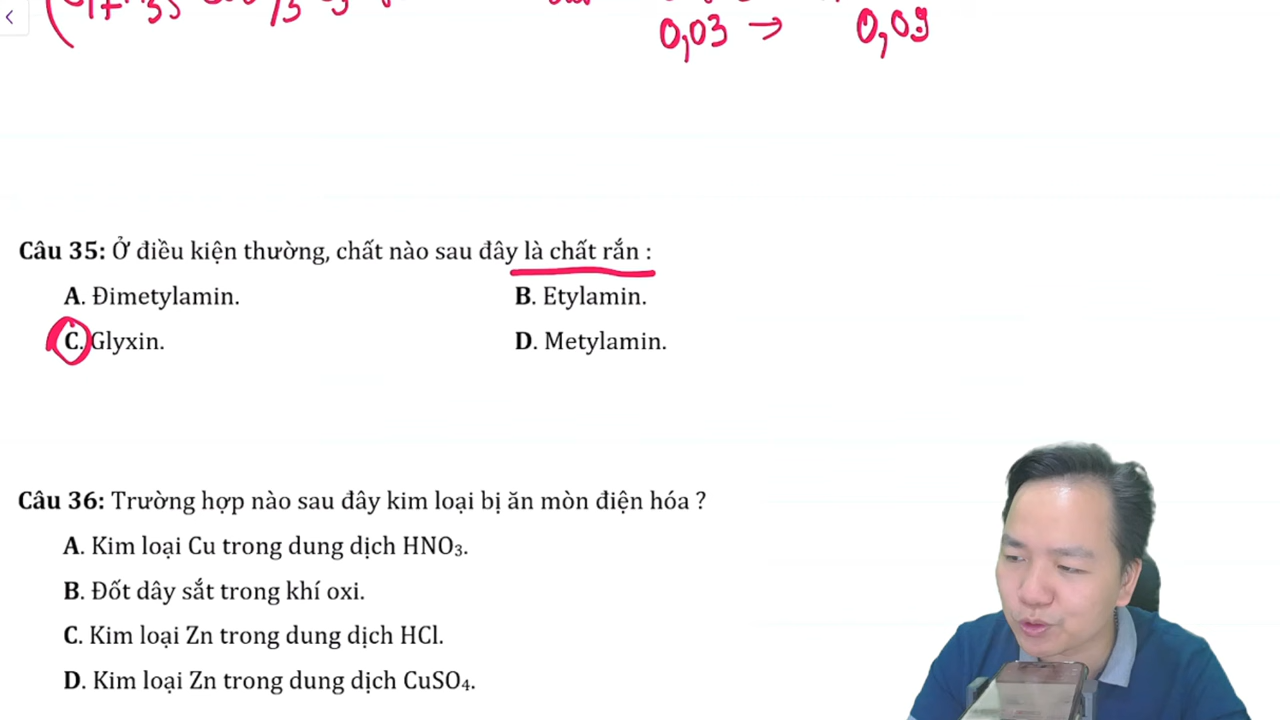 0,03 → 0,09
Câu 35: Ở điều kiện thường, chất nào sau đây là chất rắn :
A. Đimetylamin.
B. Etylamin.
C. Glyxin.
D. Metylamin.
Câu 36: Trường hợp nào sau đây kim loại bị ăn mòn điện hóa ?
A. Kim loại Cu trong dung dịch HNO₃.
B. Đốt dây sắt trong khí oxi.
C. Kim loại Zn trong dung dịch HCl.
D. Kim loại Zn trong dung dịch CuSO₄.